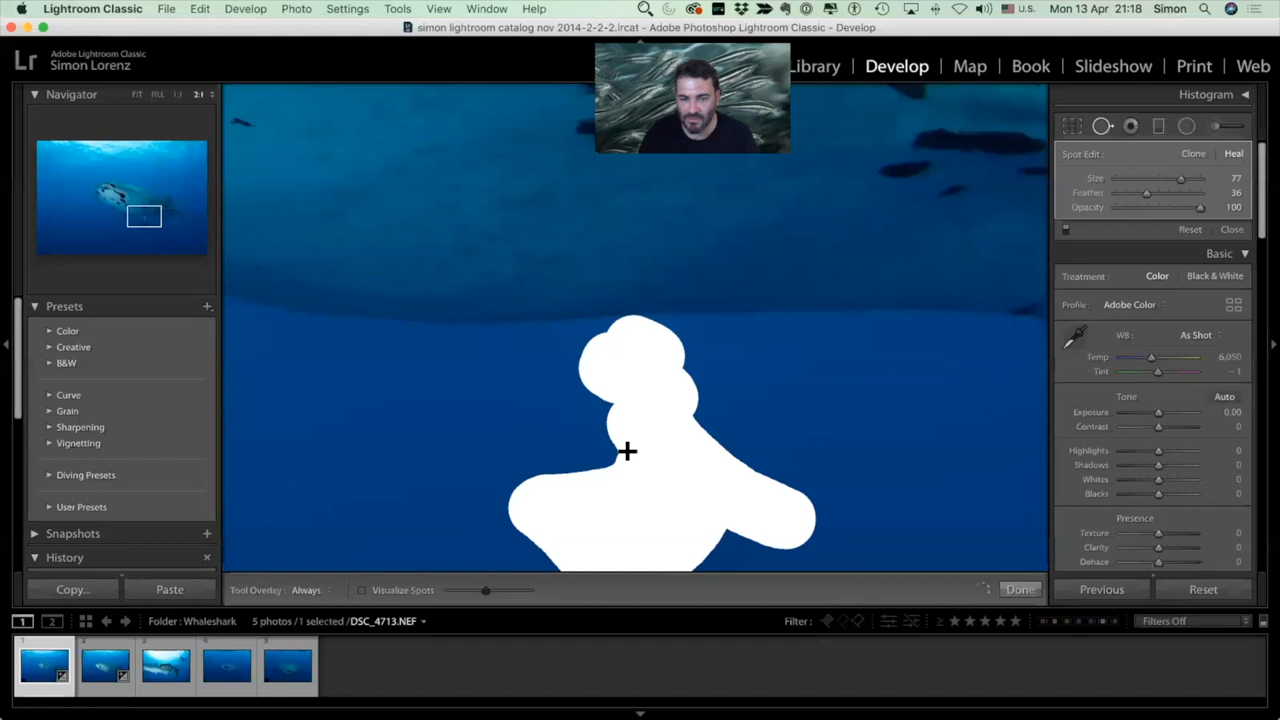 Lightroom Classic File Edit Develop Photo Settings Tools View Window Help U.S. Mon 13 Apr 21:18 Simon
simon lightroom catalog nov 2014-2-2-2.lrcat - Adobe Photoshop Lightroom Classic - Develop
Lr Adobe Lightroom Classic
Simon Lorenz
Library Develop Map Book Slideshow Print Web
Navigator FIT FILL 1:1 2:1
Histogram
Spot Edit: Clone Heal
Size 77
Feather 36
Opacity 100
Reset Close
Basic
Treatment: Color Black & White
Profile: Adobe Color
WB: As Shot
Temp 6,050
Tint - 1
Tone Auto
Exposure 0.00
Contrast 0
Highlights 0
Shadows 0
Whites 0
Blacks 0
Presence
Texture 0
Clarity 0
Dehaze 0
Presets +
Color
Creative
B&W
Curve
Grain
Sharpening
Vignetting
Diving Presets
User Presets
Snapshots +
History ×
Copy... Paste
Tool Overlay: Always Visualize Spots Done
Previous Reset
1 2 Folder: Whaleshark 5 photos / 1 selected / DSC_4713.NEF Filter: ≥ ★★★★★ Filters Off
1 2 3 4 5